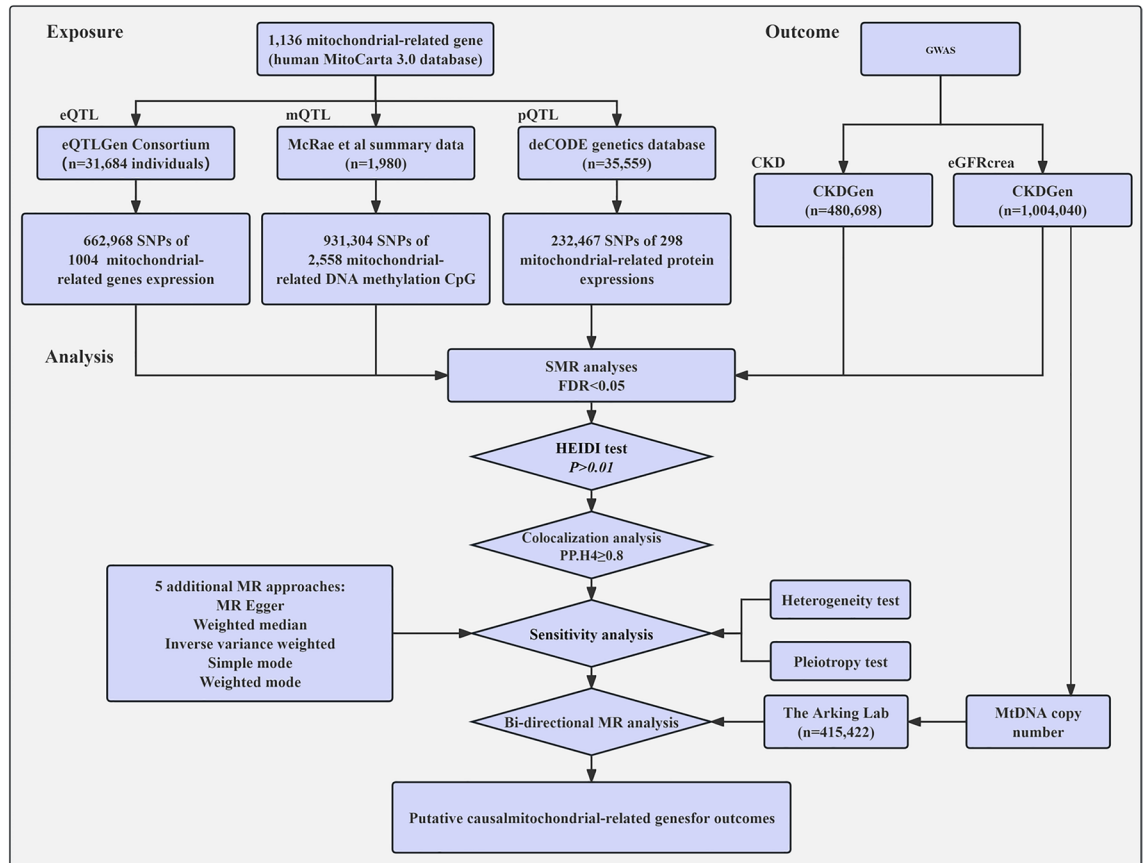 Exposure
1,136 mitochondrial-related gene
(human MitoCarta 3.0 database)
Outcome
GWAS
eQTL
mQTL
pQTL
eQTLGen Consortium
(n=31,684 individuals)
McRae et al summary data
(n=1,980)
deCODE genetics database
(n=35,559)
CKD
eGFRcrea
CKDGen
(n=480,698)
CKDGen
(n=1,004,040)
662,968 SNPs of
1004 mitochondrial-
related genes expression
931,304 SNPs of
2,558 mitochondrial-
related DNA methylation CpG
232,467 SNPs of 298
mitochondrial-related protein
expressions
Analysis
SMR analyses
FDR<0.05
HEIDI test
P>0.01
Colocalization analysis
PP.H4≥0.8
5 additional MR approaches:
MR Egger
Weighted median
Inverse variance weighted
Simple mode
Weighted mode
Sensitivity analysis
Heterogeneity test
Pleiotropy test
Bi-directional MR analysis
The Arking Lab
(n=415,422)
MtDNA copy
number
Putative causalmitochondrial-related genesfor outcomes